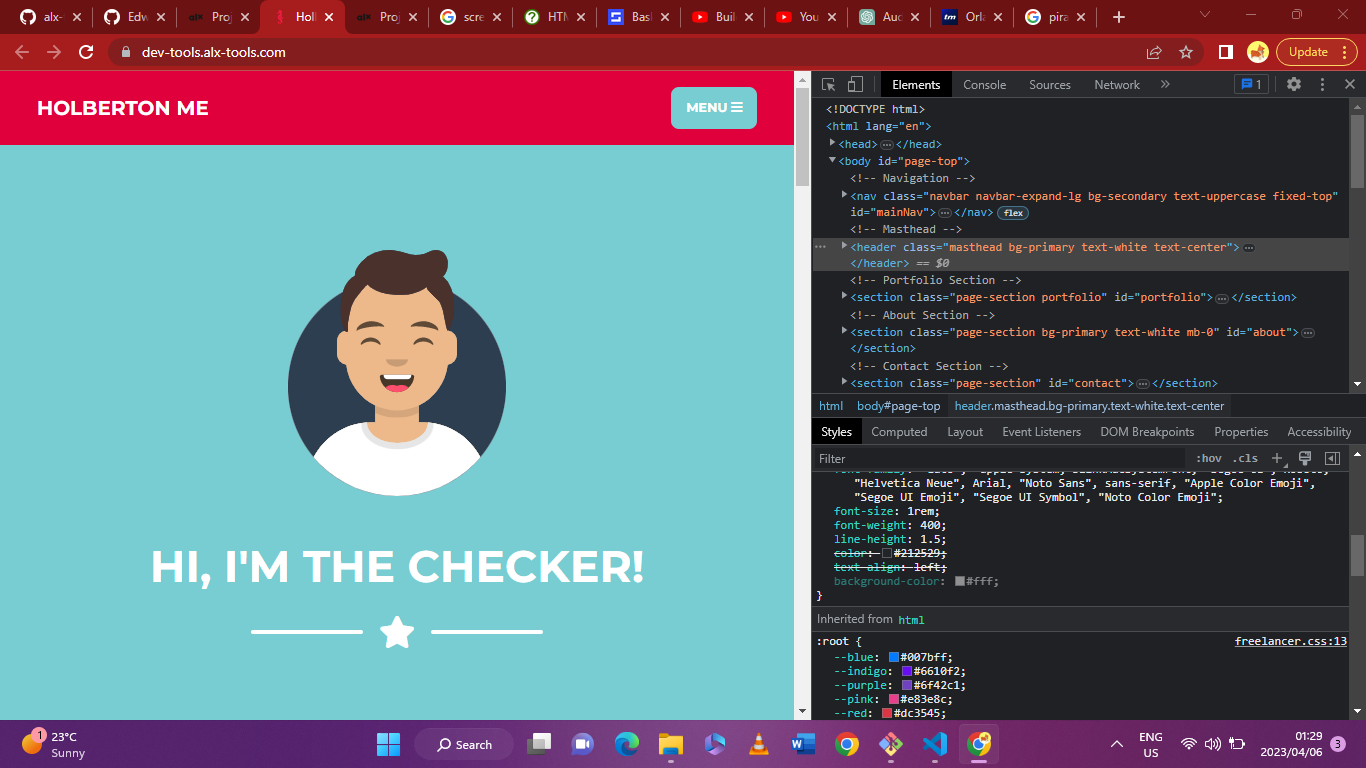 alx-
Edw
Proj
Holl
Proj
scre
HTM
Bask
Buil
You
Aud
Orla
pira
dev-tools.alx-tools.com
Update
HOLBERTON ME
MENU
HI, I'M THE CHECKER!
Elements Console Sources Network » 1
<!DOCTYPE html>
<html lang="en">
<head>…</head>
<body id="page-top">
<!-- Navigation -->
<nav class="navbar navbar-expand-lg bg-secondary text-uppercase fixed-top"
id="mainNav">…</nav> flex
<!-- Masthead -->
… <header class="masthead bg-primary text-white text-center">…
</header> == $0
<!-- Portfolio Section -->
<section class="page-section portfolio" id="portfolio">…</section>
<!-- About Section -->
<section class="page-section bg-primary text-white mb-0" id="about">…
</section>
<!-- Contact Section -->
<section class="page-section" id="contact">…</section>
html body#page-top header.masthead.bg-primary.text-white.text-center
Styles Computed Layout Event Listeners DOM Breakpoints Properties Accessibility
Filter :hov .cls +
"Helvetica Neue", Arial, "Noto Sans", sans-serif, "Apple Color Emoji",
"Segoe UI Emoji", "Segoe UI Symbol", "Noto Color Emoji";
font-size: 1rem;
font-weight: 400;
line-height: 1.5;
color: #212529;
text-align: left;
background-color: #fff;
}
Inherited from html
:root { freelancer.css:13
--blue: #007bff;
--indigo: #6610f2;
--purple: #6f42c1;
--pink: #e83e8c;
--red: #dc3545;
1
23°C
Sunny
Search
ENG
US
01:29
2023/04/06
3